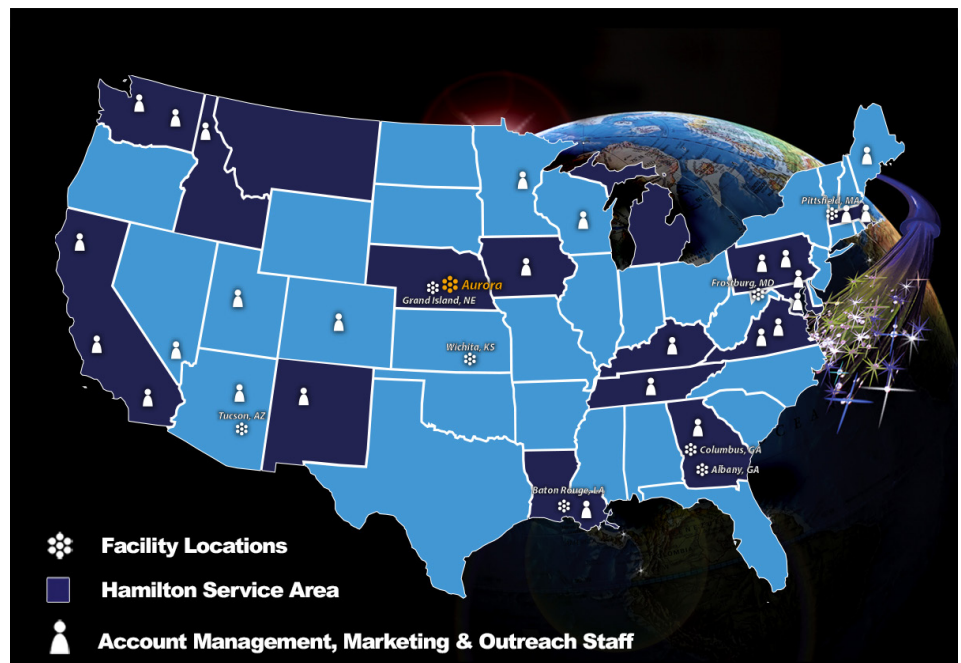 Pittsfield, MA
Aurora
Grand Island, NE
Frostburg, MD
Wichita, KS
Tucson, AZ
Columbus, GA
Albany, GA
Baton Rouge, LA
Facility Locations
Hamilton Service Area
Account Management, Marketing & Outreach Staff